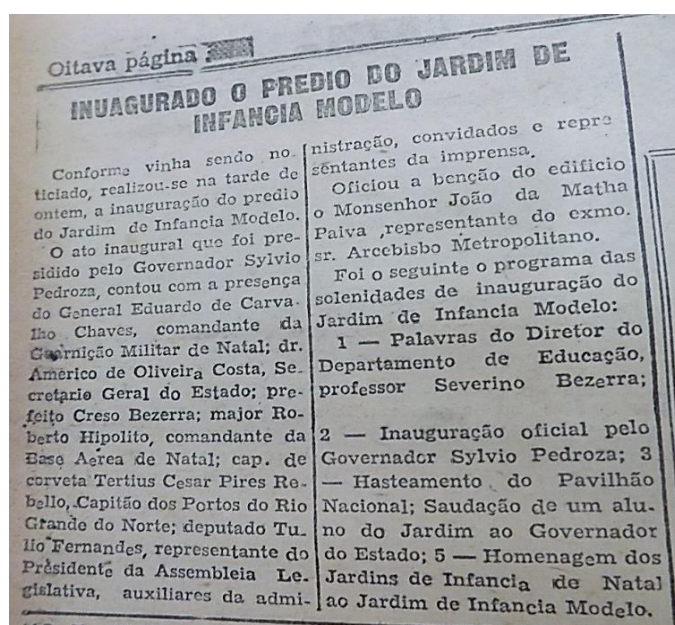 Oitava página
INUAGURADO O PREDIO DO JARDIM DE
INFANCIA MODELO
Conforme vinha sendo no-
ticiado, realizou-se na tarde de
ontem, a inauguração do predio
do Jardim de Infancia Modelo.
O ato inaugural que foi pre-
sidido pelo Governador Sylvio
Pedroza, contou com a presença
do General Eduardo de Carva-
lho Chaves, comandante da
Guarnição Militar de Natal; dr.
Américo de Oliveira Costa, Se-
cretario Geral do Estado; pre-
feito Creso Bezerra; major Ro-
berto Hipolito, comandante da
Base Aerea de Natal; cap. de
corveta Tertius Cesar Pires Re-
bello, Capitão dos Portos do Rio
Grande do Norte; deputado Tu-
lio Fernandes, representante do
Presidente da Assembleia Le-
gislativa, auxiliares da admi-
nistração, convidados e repre
sentantes da imprensa.
Oficiou a benção do edificio
o Monsenhor João da Matha
Paiva ,representante do exmo.
sr. Arcebisbo Metropolitano.
Foi o seguinte o programa das
solenidades de inauguração do
Jardim de Infancia Modelo:
1 — Palavras do Diretor do
Departamento de Educação,
professor Severino Bezerra;
2 — Inauguração oficial pelo
Governador Sylvio Pedroza; 3
— Hasteamento do Pavilhão
Nacional; Saudação de um alu-
no do Jardim ao Governador
do Estado; 5 — Homenagem dos
Jardins de Infancia de Natal
ao Jardim de Infancia Modelo.